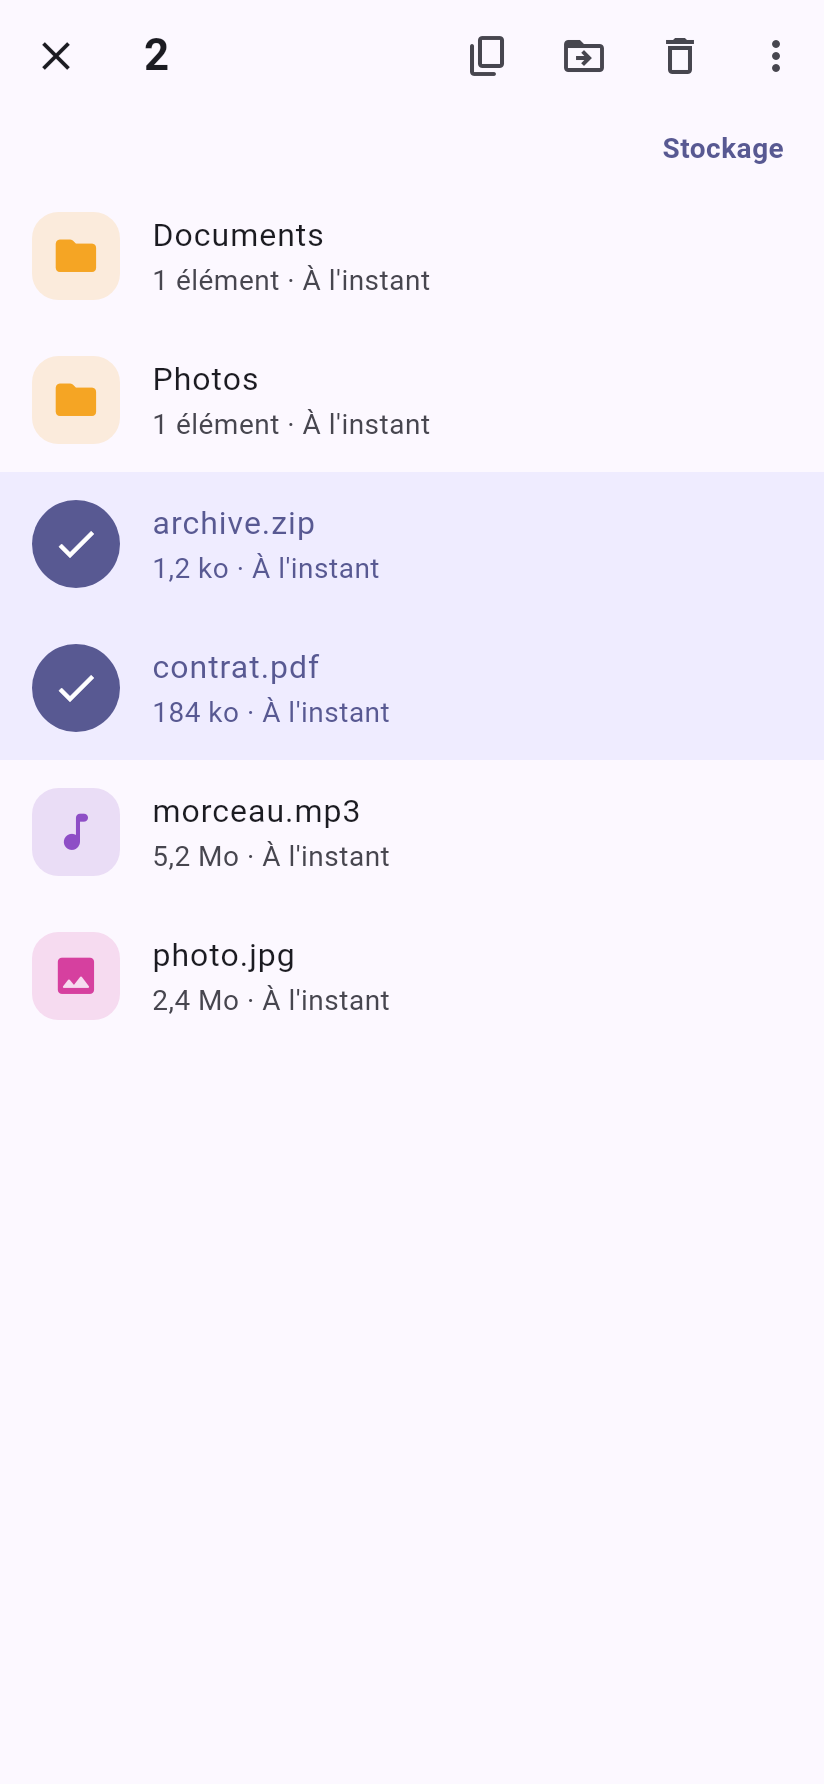 2
Stockage
Documents
1 élément · À l'instant
Photos
1 élément · À l'instant
archive.zip
1,2 ko · À l'instant
contrat.pdf
184 ko · À l'instant
morceau.mp3
5,2 Mo · À l'instant
photo.jpg
2,4 Mo · À l'instant